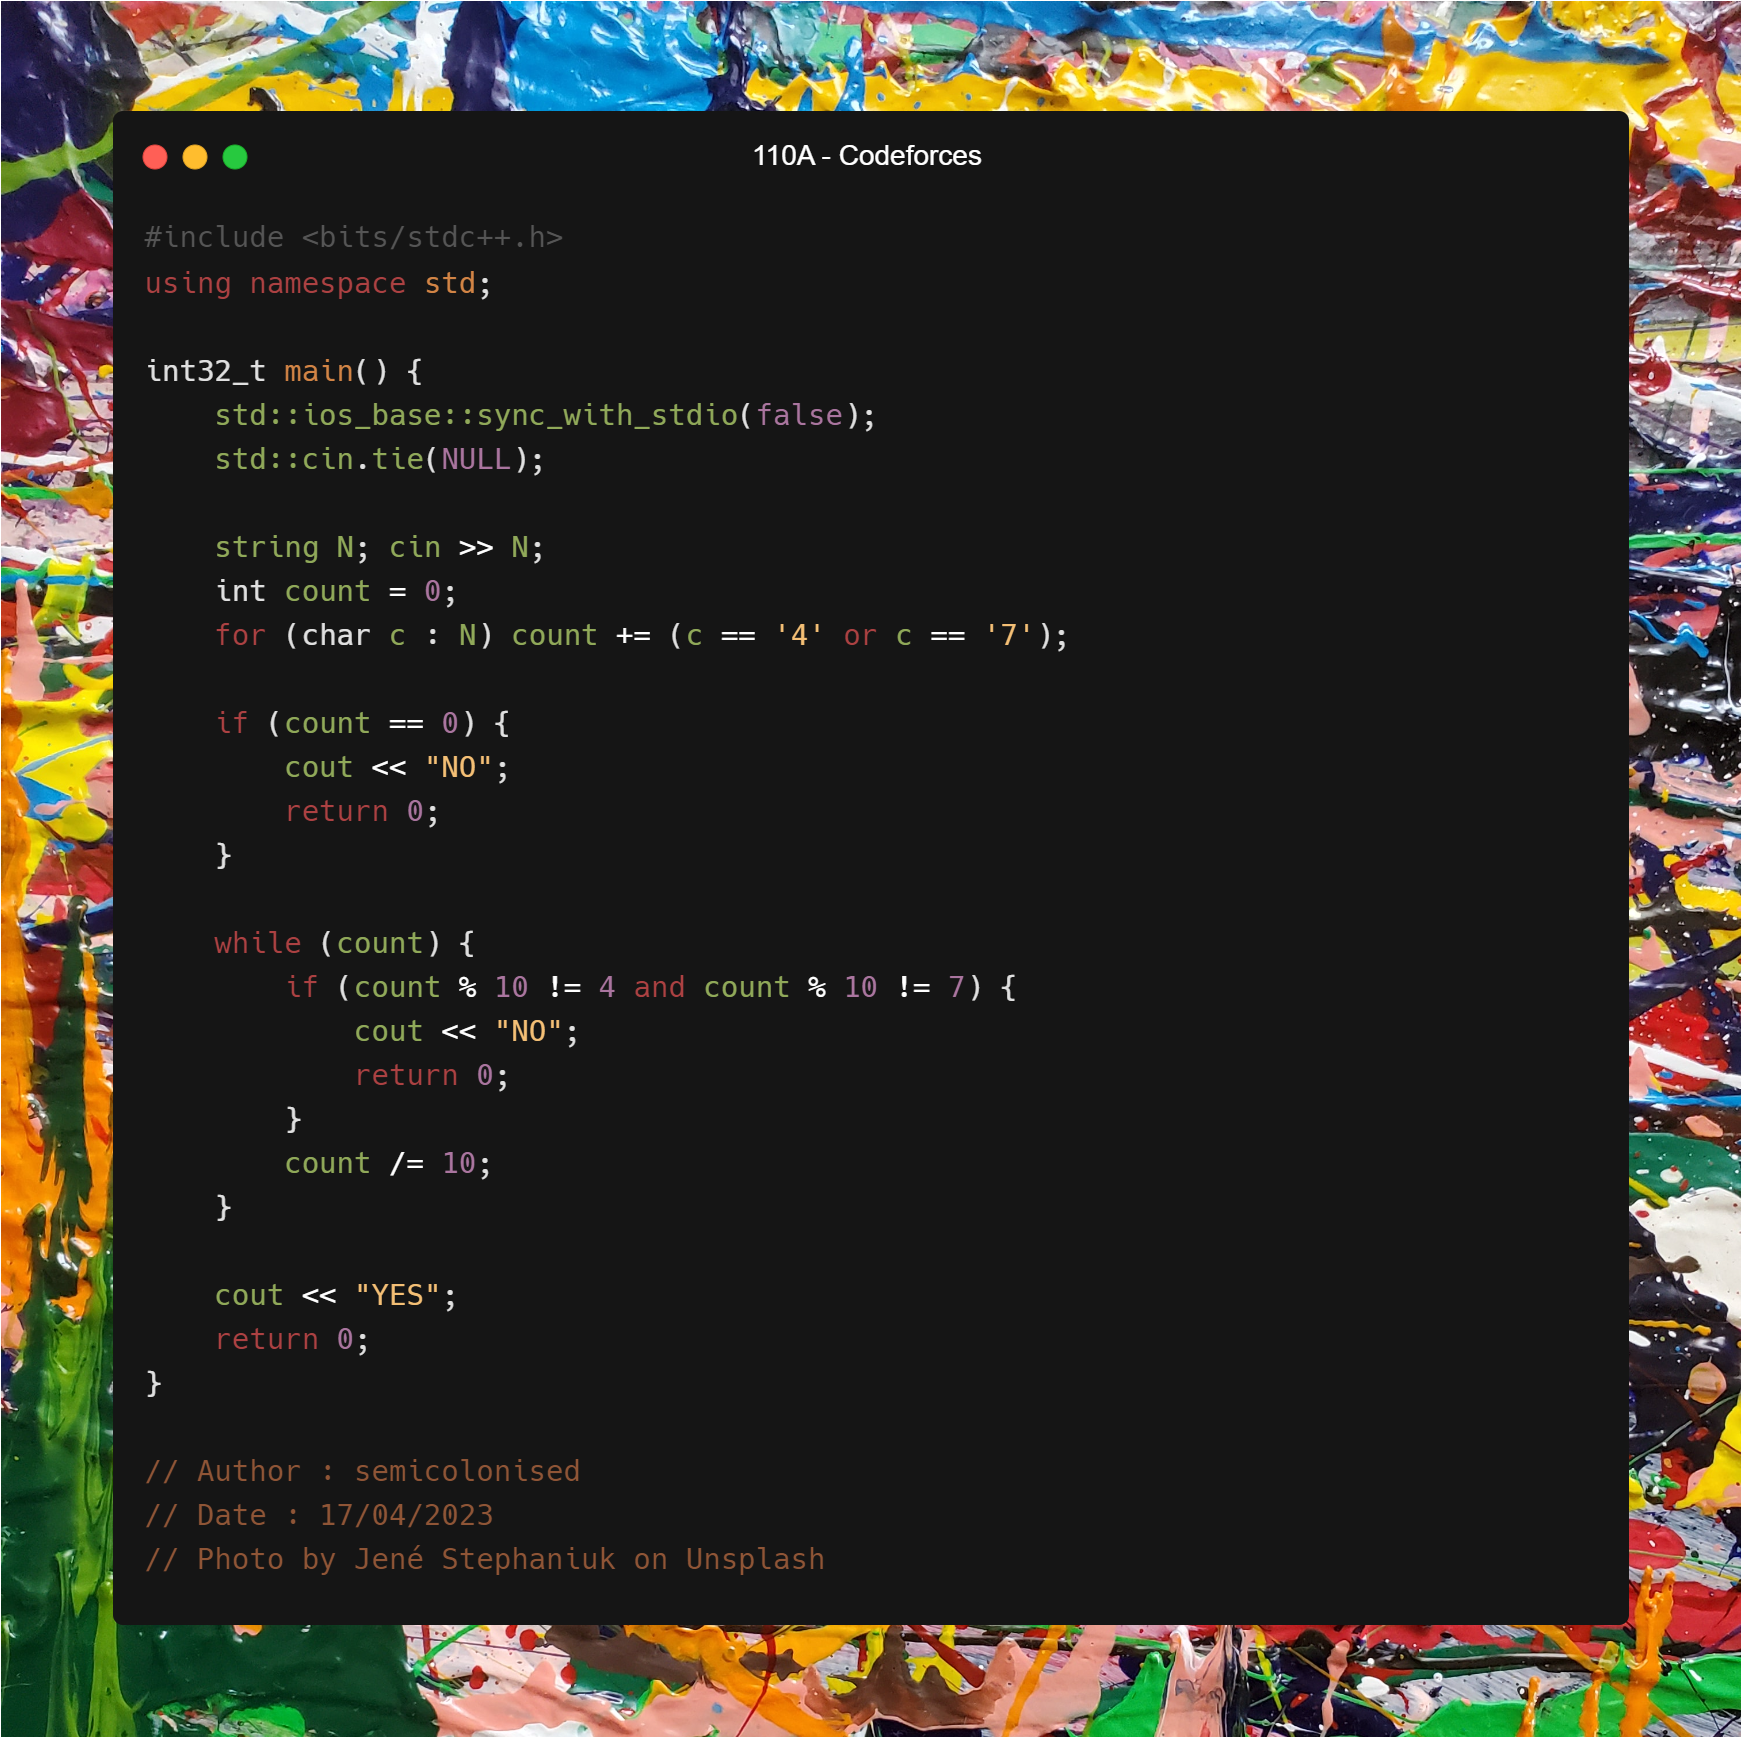 110A - Codeforces
#include <bits/stdc++.h>
using namespace std;
int32_t main() {
    std::ios_base::sync_with_stdio(false);
    std::cin.tie(NULL);
    string N; cin >> N;
    int count = 0;
    for (char c : N) count += (c == '4' or c == '7');
    if (count == 0) {
        cout << "NO";
        return 0;
    }
    while (count) {
        if (count % 10 != 4 and count % 10 != 7) {
            cout << "NO";
            return 0;
        }
        count /= 10;
    }
    cout << "YES";
    return 0;
}
// Author : semicolonised
// Date : 17/04/2023
// Photo by Jené Stephaniuk on Unsplash